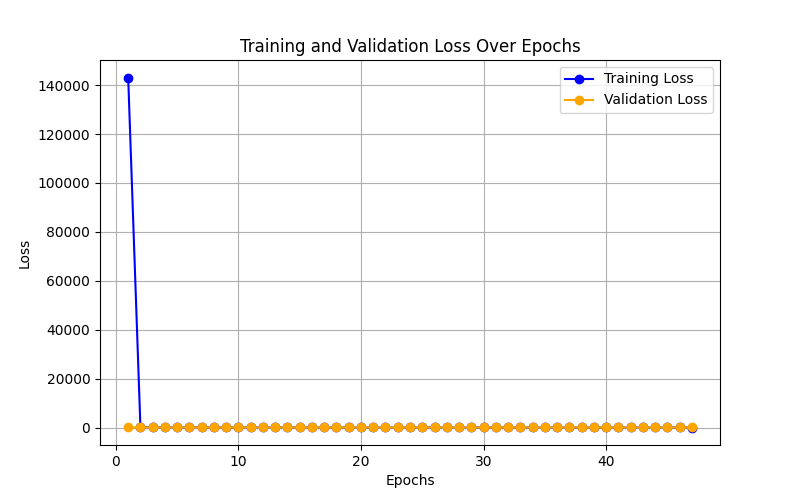 Training and Validation Loss Over Epochs
Training Loss
Validation Loss
140000
120000
100000
80000
60000
40000
20000
0
Loss
0 10 20 30 40
Epochs